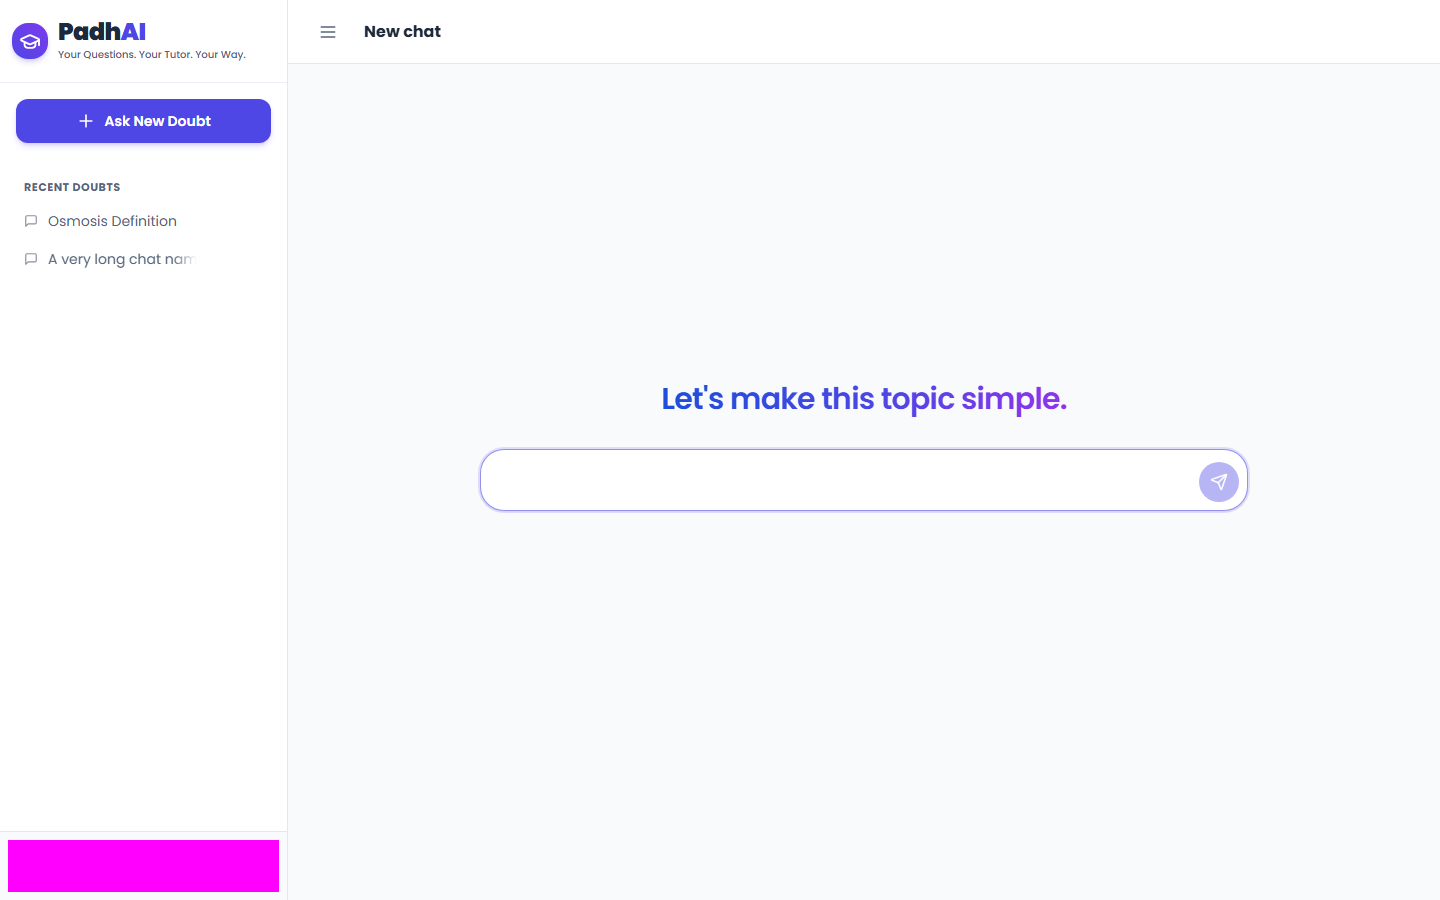 PadhAI
Your Questions. Your Tutor. Your Way.
Ask New Doubt
RECENT DOUBTS
Osmosis Definition
A very long chat nam
New chat
Let's make this topic simple.